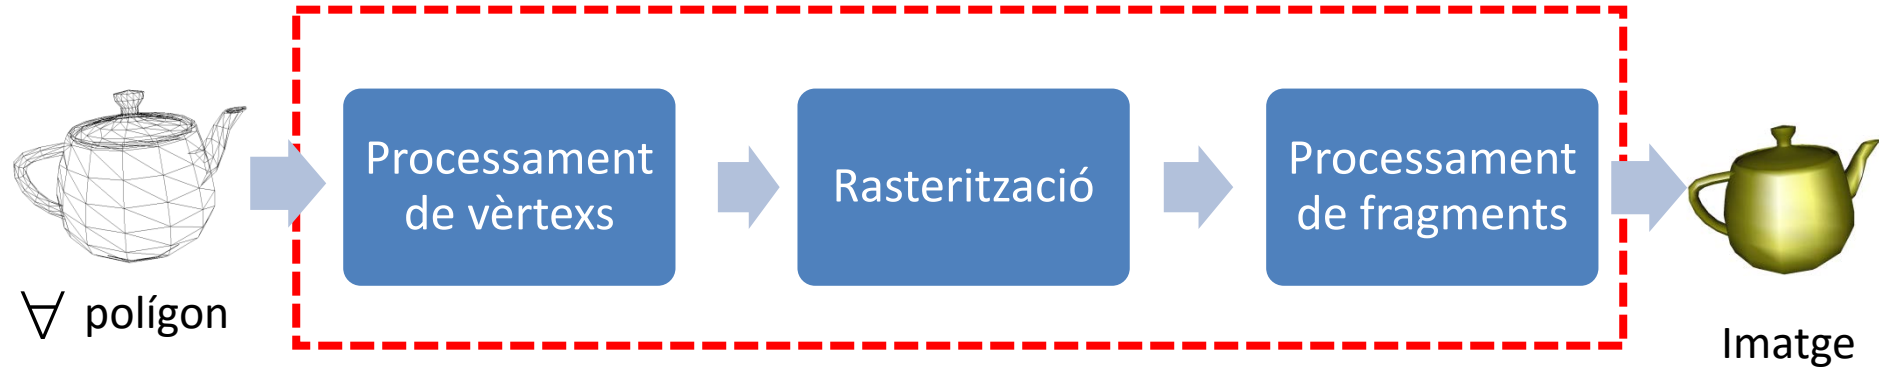 Processament
de vèrtexs
Rasterització
Processament
de fragments
∀ polígon
Imatge